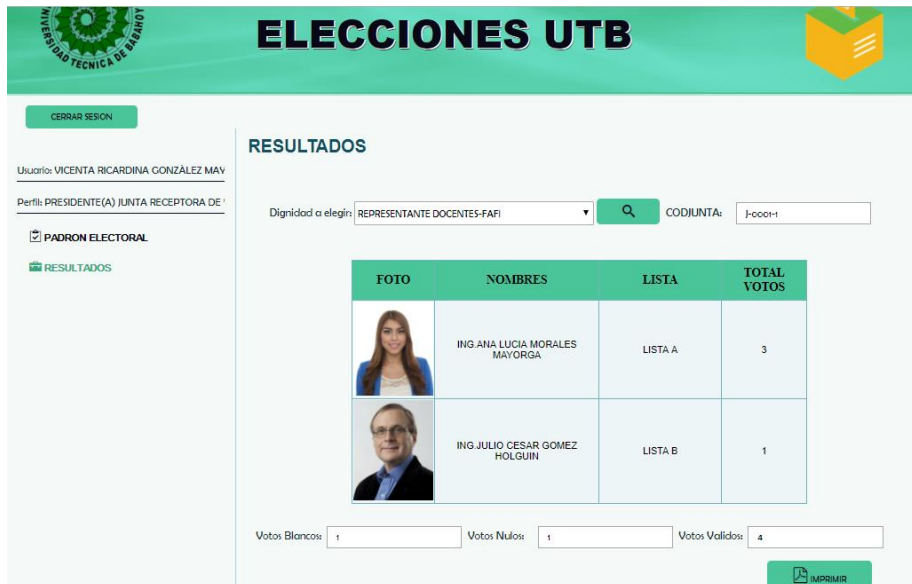 UNIVERSIDAD TECNICA DE BABAHOY
ELECCIONES UTB
CERRAR SESION
RESULTADOS
Usuario: VICENTA RICARDINA GONZÀLEZ MAY
Perfil: PRESIDENTE(A) JUNTA RECEPTORA DE
Dignidad a elegir: REPRESENTANTE DOCENTES-FAFI CODJUNTA: J-0001-1
PADRON ELECTORAL
RESULTADOS
FOTO NOMBRES LISTA TOTAL
VOTOS
ING.ANA LUCIA MORALES
MAYORGA LISTA A 3
ING.JULIO CESAR GOMEZ
HOLGUIN LISTA B 1
Votos Blancos: 1 Votos Nulos: 1 Votos Validos: 4
IMPRIMIR